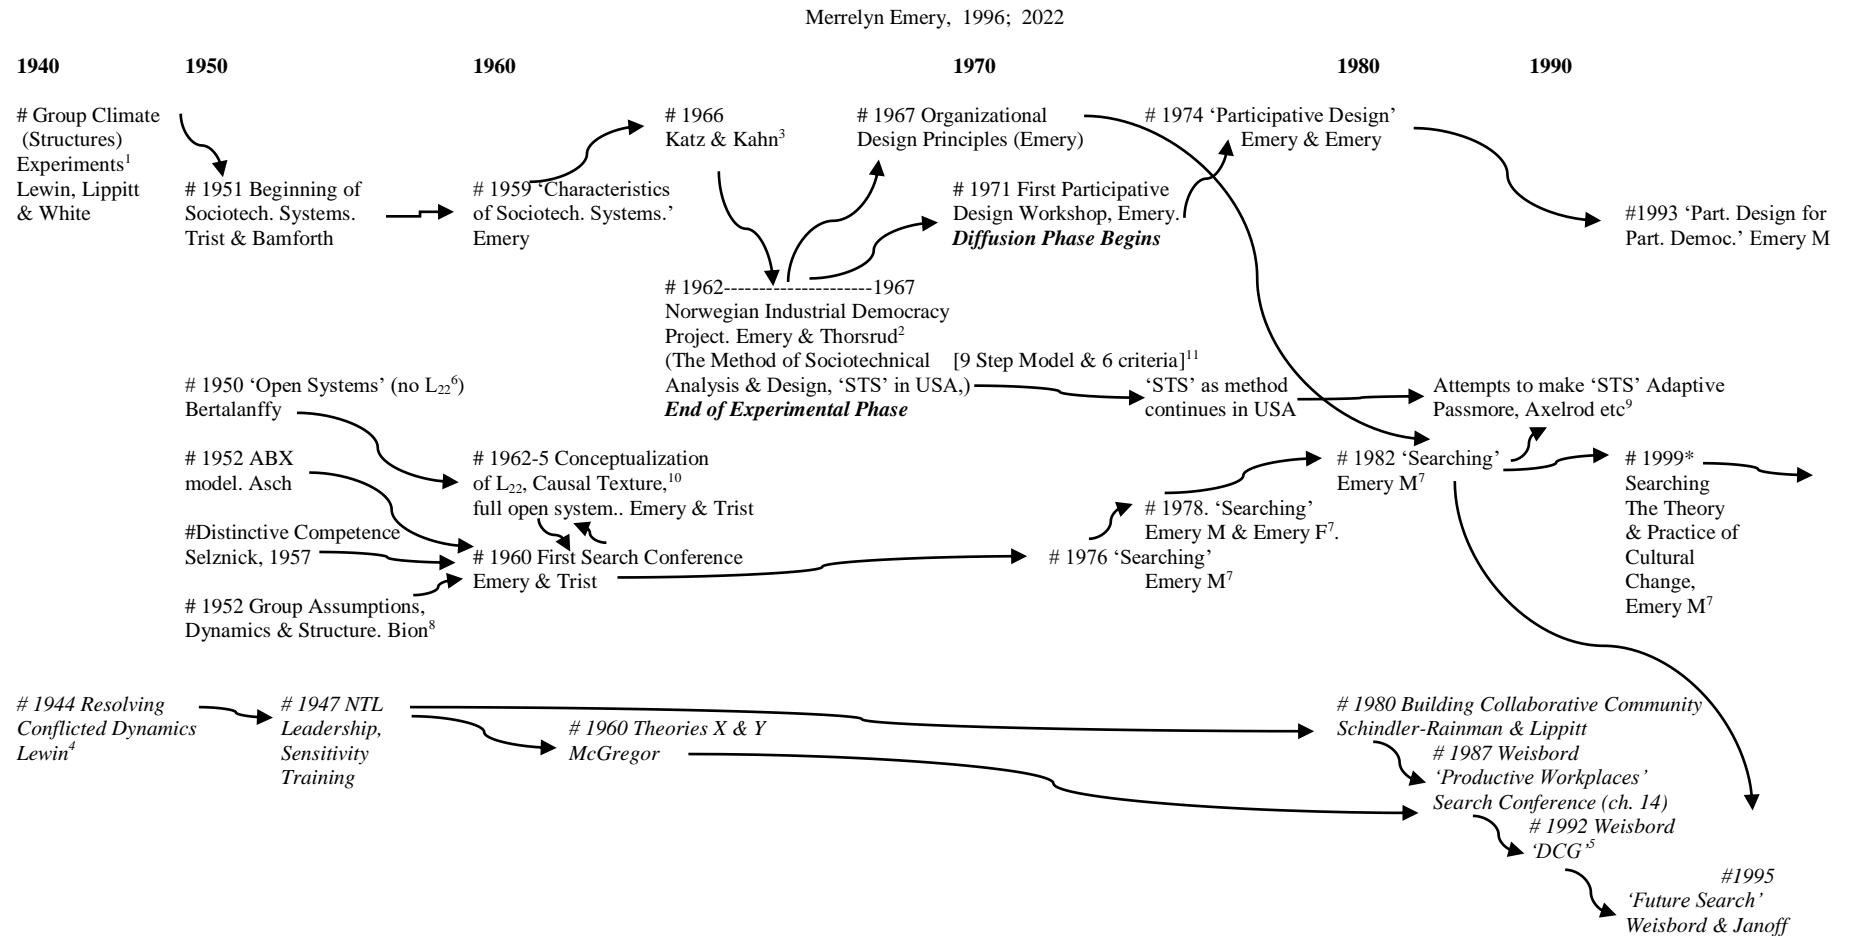 Merrelyn Emery, 1996; 2022
1940 1950 1960 1970 1980 1990
# Group Climate
(Structures)
Experiments¹
Lewin, Lippitt
& White
# 1951 Beginning of
Sociotech. Systems.
Trist & Bamforth
# 1959 ‘Characteristics
of Sociotech. Systems.’
Emery
# 1966
Katz & Kahn³
# 1967 Organizational
Design Principles (Emery)
# 1974 ‘Participative Design’
Emery & Emery
# 1971 First Participative
Design Workshop, Emery.
Diffusion Phase Begins
#1993 ‘Part. Design for
Part. Democ.’ Emery M
# 1962---------------------1967
Norwegian Industrial Democracy
Project. Emery & Thorsrud²
(The Method of Sociotechnical [9 Step Model & 6 criteria]¹¹
Analysis & Design, ‘STS’ in USA,)
End of Experimental Phase
‘STS’ as method
continues in USA
Attempts to make ‘STS’ Adaptive
Passmore, Axelrod etc⁹
# 1950 ‘Open Systems’ (no L₂₂⁶)
Bertalanffy
# 1952 ABX
model. Asch
#Distinctive Competence
Selznick, 1957
# 1952 Group Assumptions,
Dynamics & Structure. Bion⁸
# 1962-5 Conceptualization
of L₂₂, Causal Texture,¹⁰
full open system.. Emery & Trist
# 1960 First Search Conference
Emery & Trist
# 1976 ‘Searching’
Emery M⁷
# 1978. ‘Searching’
Emery M & Emery F⁷.
# 1982 ‘Searching’
Emery M⁷
# 1999*
Searching
The Theory
& Practice of
Cultural
Change,
Emery M⁷
# 1944 Resolving
Conflicted Dynamics
Lewin⁴
# 1947 NTL
Leadership,
Sensitivity
Training
# 1960 Theories X & Y
McGregor
# 1980 Building Collaborative Community
Schindler-Rainman & Lippitt
# 1987 Weisbord
‘Productive Workplaces’
Search Conference (ch. 14)
# 1992 Weisbord
‘DCG’⁵
#1995
‘Future Search’
Weisbord & Janoff